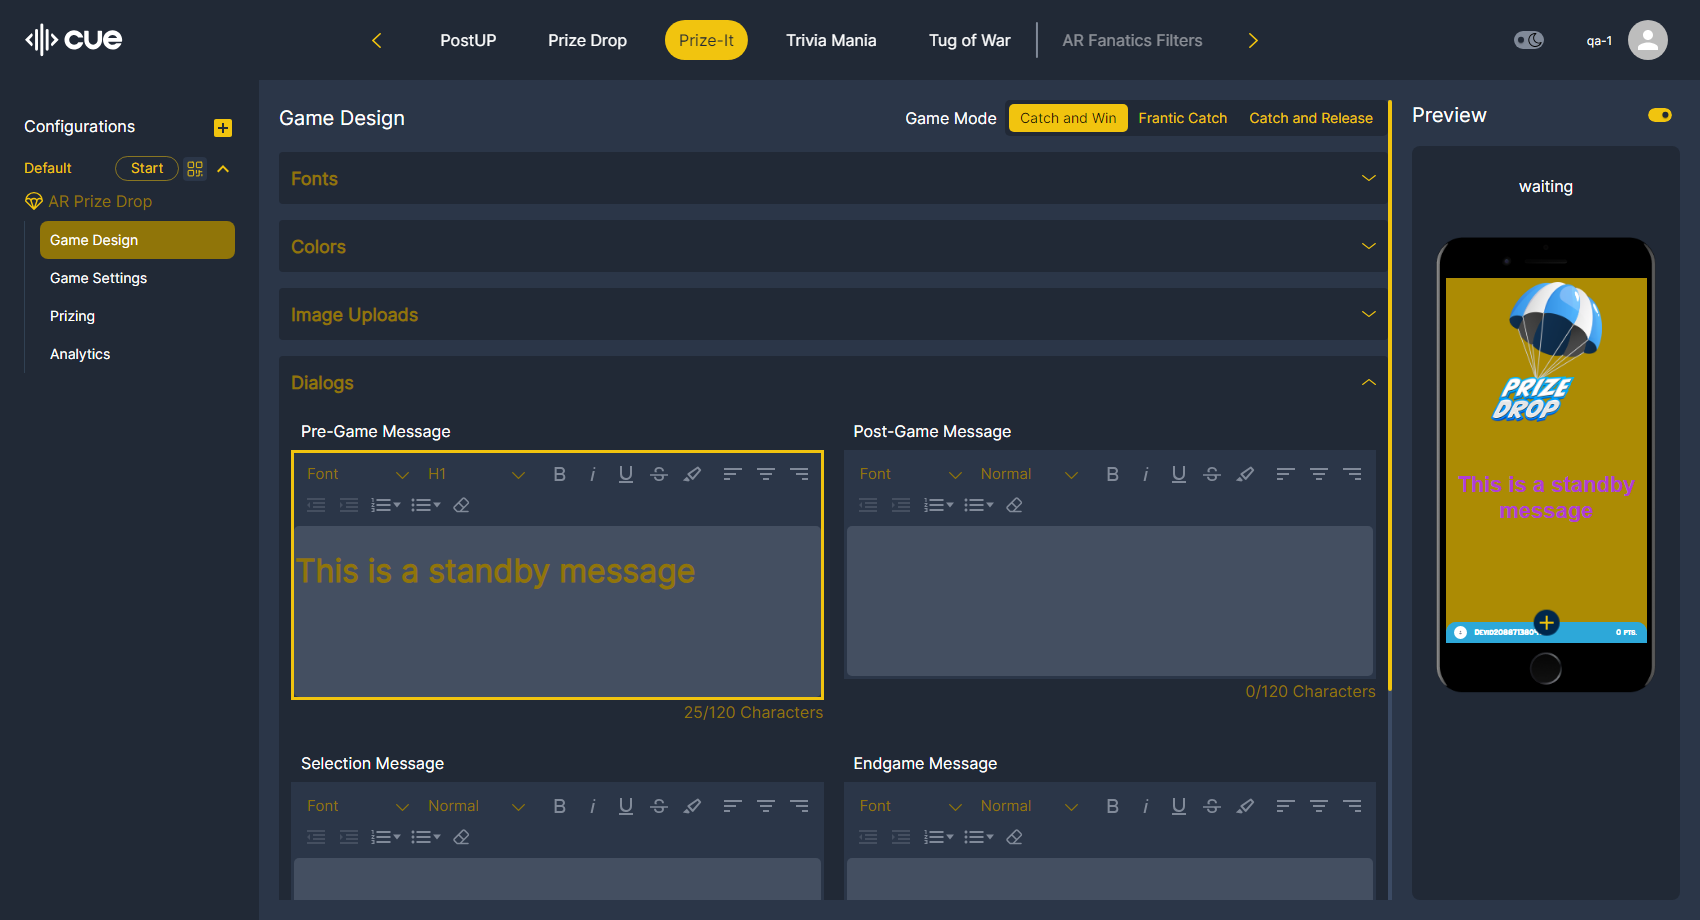 cue
PostUP
Prize Drop
Prize-It
Trivia Mania
Tug of War
AR Fanatics Filters
qa-1
Configurations
Default
Start
AR Prize Drop
Game Design
Game Settings
Prizing
Analytics
Game Design
Game Mode
Catch and Win
Frantic Catch
Catch and Release
Fonts
Colors
Image Uploads
Dialogs
Pre-Game Message
Font
H1
B i U S
This is a standby message
25/120 Characters
Post-Game Message
Font
Normal
B i U S
0/120 Characters
Selection Message
Font
Normal
B i U S
Endgame Message
Font
Normal
B i U S
Preview
waiting
PRIZE
DROP
This is a standby
message
0 PTS.